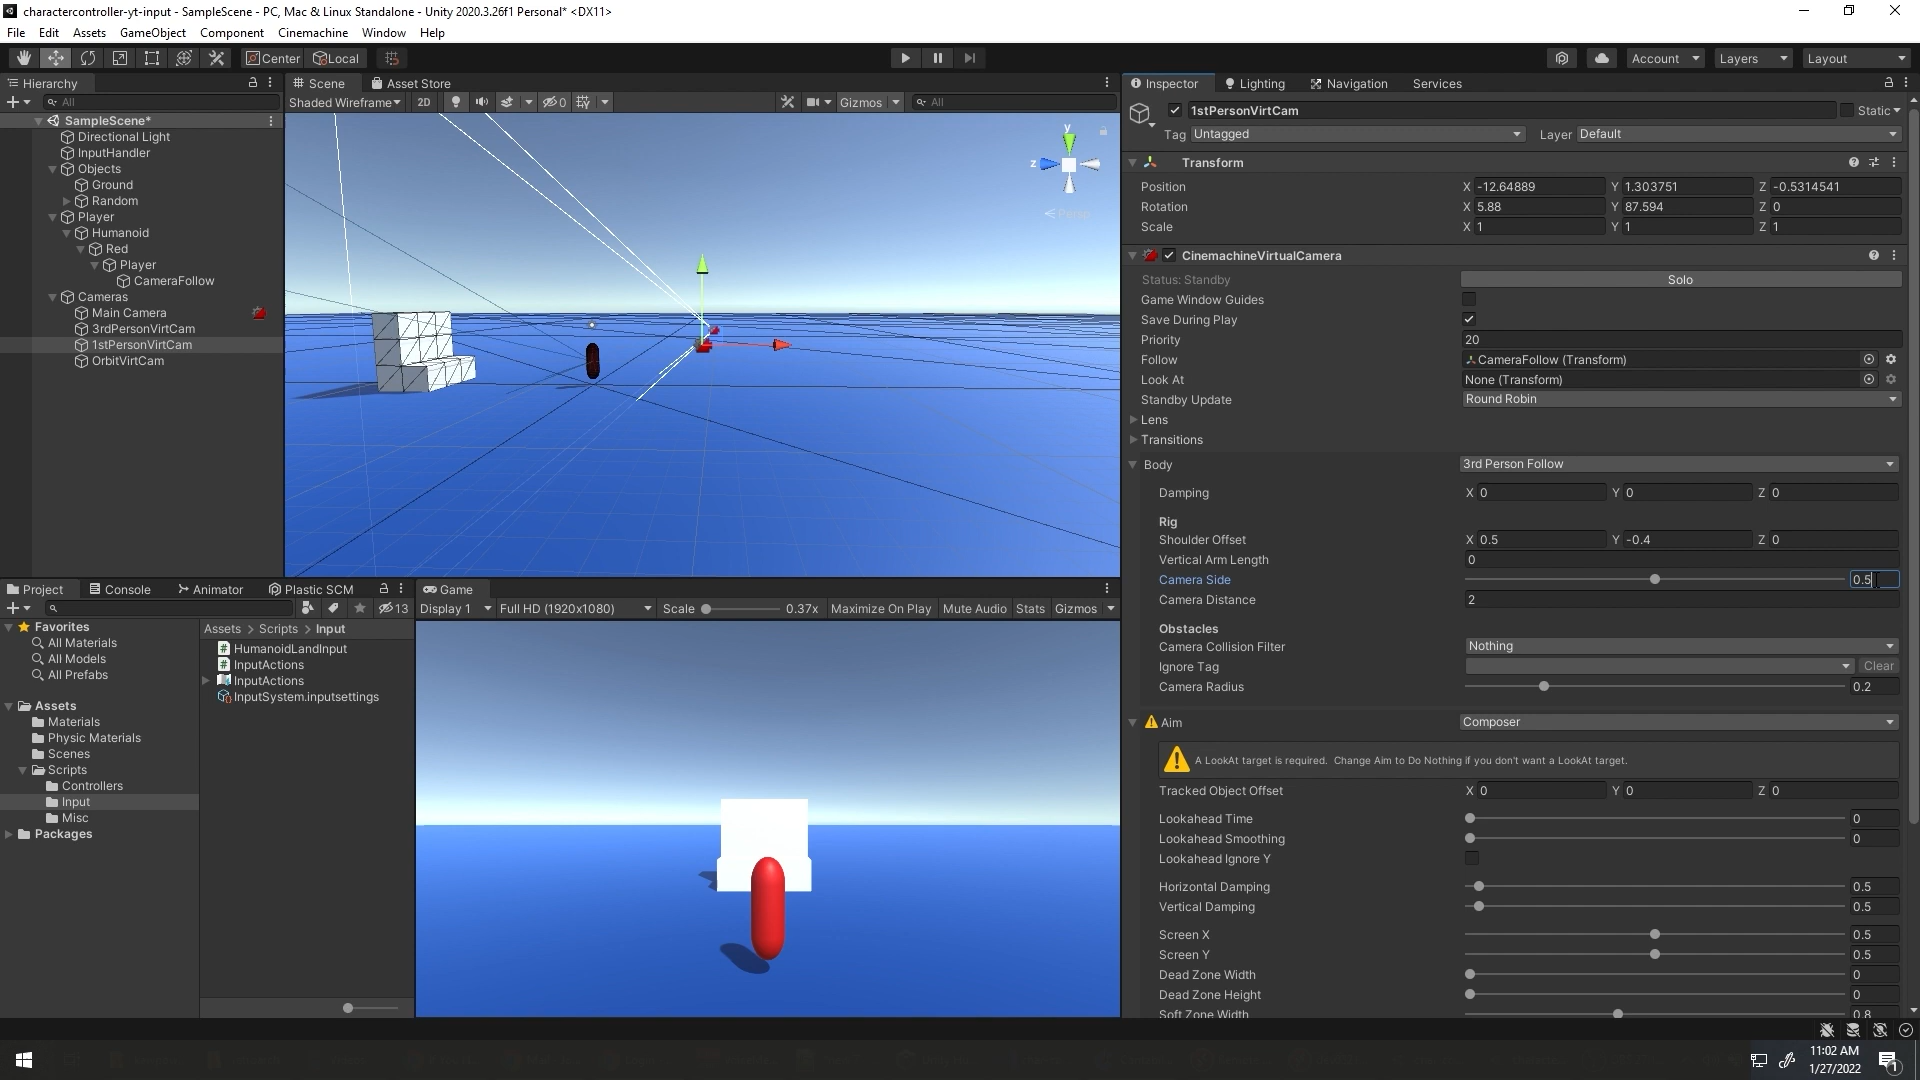 charactercontroller-yt-input - SampleScene - PC, Mac & Linux Standalone - Unity 2020.3.26f1 Personal* <DX11>
File Edit Assets GameObject Component Cinemachine Window Help
Center Local Account Layers Layout
Hierarchy
All
SampleScene*
Directional Light
InputHandler
Objects
Ground
Random
Player
Humanoid
Red
Player
CameraFollow
Cameras
Main Camera
3rdPersonVirtCam
1stPersonVirtCam
OrbitVirtCam
Scene Asset Store
Shaded Wireframe 2D 0 Gizmos All
y
z
Persp
Inspector Lighting Navigation Services
1stPersonVirtCam Static
Tag Untagged Layer Default
Transform
Position X -12.64889 Y 1.303751 Z -0.5314541
Rotation X 5.88 Y 87.594 Z 0
Scale X 1 Y 1 Z 1
CinemachineVirtualCamera
Status: Standby Solo
Game Window Guides
Save During Play
Priority 20
Follow CameraFollow (Transform)
Look At None (Transform)
Standby Update Round Robin
Lens
Transitions
Body 3rd Person Follow
Damping X 0 Y 0 Z 0
Rig
Shoulder Offset X 0.5 Y -0.4 Z 0
Vertical Arm Length 0
Camera Side 0.5
Camera Distance 2
Obstacles
Camera Collision Filter Nothing
Ignore Tag Clear
Camera Radius 0.2
Aim Composer
A LookAt target is required. Change Aim to Do Nothing if you don't want a LookAt target.
Tracked Object Offset X 0 Y 0 Z 0
Lookahead Time 0
Lookahead Smoothing 0
Lookahead Ignore Y
Horizontal Damping 0.5
Vertical Damping 0.5
Screen X 0.5
Screen Y 0.5
Dead Zone Width 0
Dead Zone Height 0
Soft Zone Width 0.8
Project Console Animator Plastic SCM
13
Favorites
All Materials
All Models
All Prefabs
Assets
Materials
Physic Materials
Scenes
Scripts
Controllers
Input
Misc
Packages
Assets > Scripts > Input
HumanoidLandInput
InputActions
InputActions
InputSystem.inputsettings
Game
Display 1 Full HD (1920x1080) Scale 0.37x Maximize On Play Mute Audio Stats Gizmos
11:02 AM
1/27/2022
1